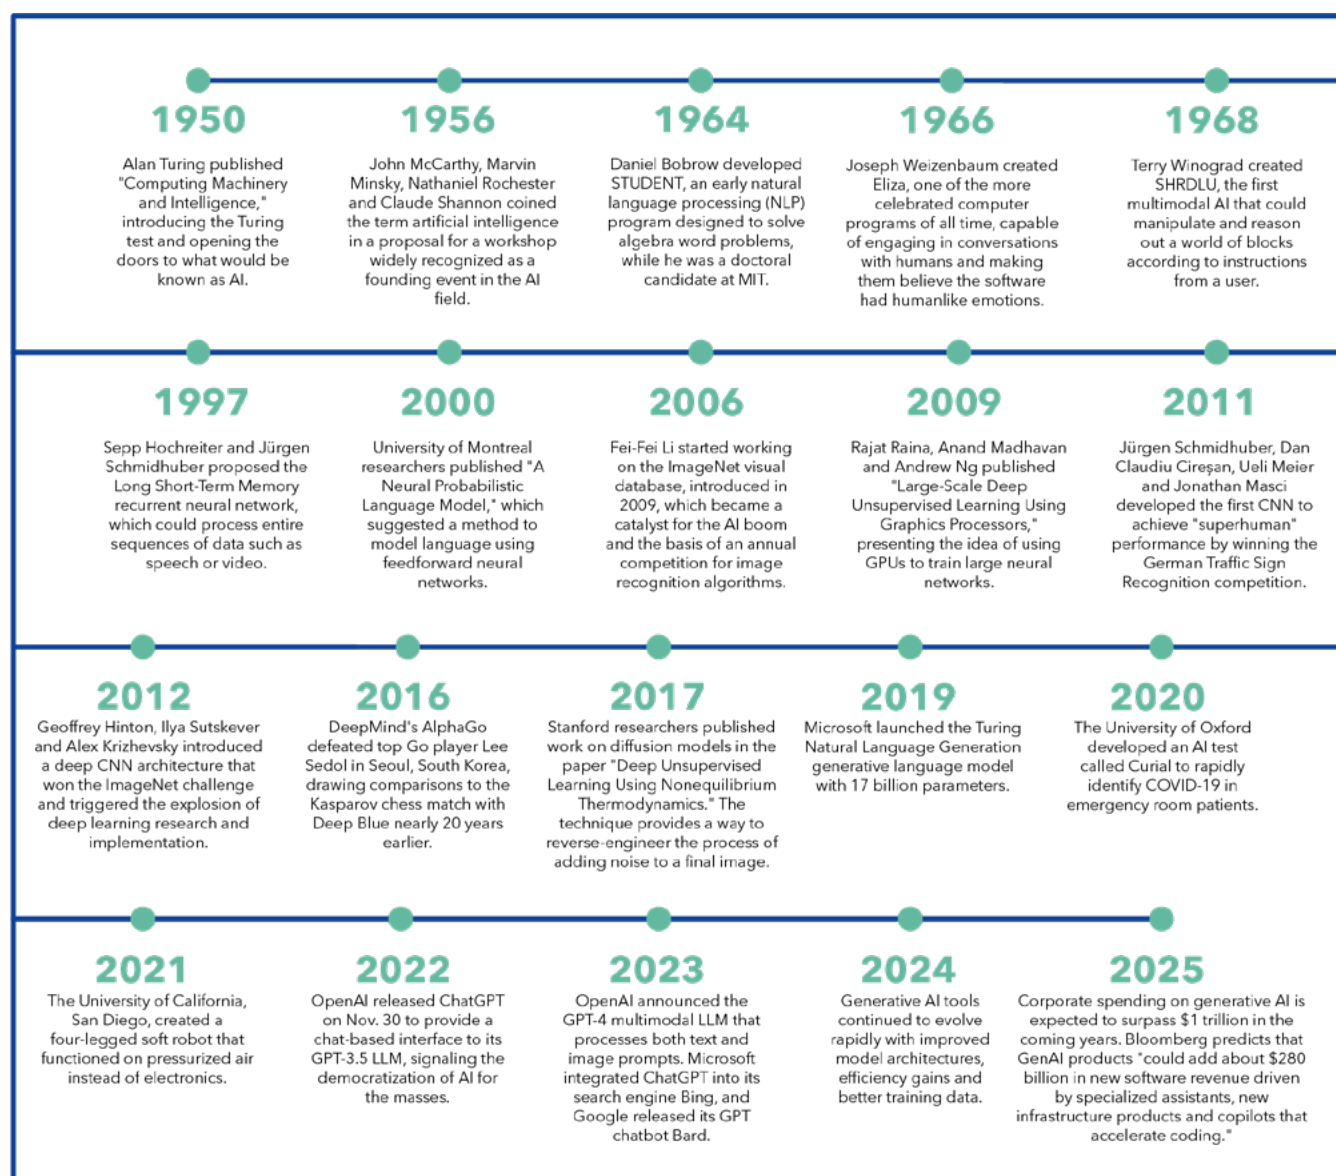 1950
Alan Turing published
"Computing Machinery
and Intelligence,"
introducing the Turing
test and opening the
doors to what would be
known as AI.
1956
John McCarthy, Marvin
Minsky, Nathaniel Rochester
and Claude Shannon coined
the term artificial intelligence
in a proposal for a workshop
widely recognized as a
founding event in the AI
field.
1964
Daniel Bobrow developed
STUDENT, an early natural
language processing (NLP)
program designed to solve
algebra word problems,
while he was a doctoral
candidate at MIT.
1966
Joseph Weizenbaum created
Eliza, one of the more
celebrated computer
programs of all time, capable
of engaging in conversations
with humans and making
them believe the software
had humanlike emotions.
1968
Terry Winograd created
SHRDLU, the first
multimodal AI that could
manipulate and reason
out a world of blocks
according to instructions
from a user.
1997
Sepp Hochreiter and Jürgen
Schmidhuber proposed the
Long Short-Term Memory
recurrent neural network,
which could process entire
sequences of data such as
speech or video.
2000
University of Montreal
researchers published "A
Neural Probabilistic
Language Model," which
suggested a method to
model language using
feedforward neural
networks.
2006
Fei-Fei Li started working
on the ImageNet visual
database, introduced in
2009, which became a
catalyst for the AI boom
and the basis of an annual
competition for image
recognition algorithms.
2009
Rajat Raina, Anand Madhavan
and Andrew Ng published
"Large-Scale Deep
Unsupervised Learning Using
Graphics Processors,"
presenting the idea of using
GPUs to train large neural
networks.
2011
Jürgen Schmidhuber, Dan
Claudiu Cireșan, Ueli Meier
and Jonathan Masci
developed the first CNN to
achieve "superhuman"
performance by winning the
German Traffic Sign
Recognition competition.
2012
Geoffrey Hinton, Ilya Sutskever
and Alex Krizhevsky introduced
a deep CNN architecture that
won the ImageNet challenge
and triggered the explosion of
deep learning research and
implementation.
2016
DeepMind's AlphaGo
defeated top Go player Lee
Sedol in Seoul, South Korea,
drawing comparisons to the
Kasparov chess match with
Deep Blue nearly 20 years
earlier.
2017
Stanford researchers published
work on diffusion models in the
paper "Deep Unsupervised
Learning Using Nonequilibrium
Thermodynamics." The
technique provides a way to
reverse-engineer the process of
adding noise to a final image.
2019
Microsoft launched the Turing
Natural Language Generation
generative language model
with 17 billion parameters.
2020
The University of Oxford
developed an AI test
called Curial to rapidly
identify COVID-19 in
emergency room patients.
2021
The University of California,
San Diego, created a
four-legged soft robot that
functioned on pressurized air
instead of electronics.
2022
OpenAI released ChatGPT
on Nov. 30 to provide a
chat-based interface to its
GPT-3.5 LLM, signaling the
democratization of AI for
the masses.
2023
OpenAI announced the
GPT-4 multimodal LLM that
processes both text and
image prompts. Microsoft
integrated ChatGPT into its
search engine Bing, and
Google released its GPT
chatbot Bard.
2024
Generative AI tools
continued to evolve
rapidly with improved
model architectures,
efficiency gains and
better training data.
2025
Corporate spending on generative AI is
expected to surpass $1 trillion in the
coming years. Bloomberg predicts that
GenAI products "could add about $280
billion in new software revenue driven
by specialized assistants, new
infrastructure products and copilots that
accelerate coding."